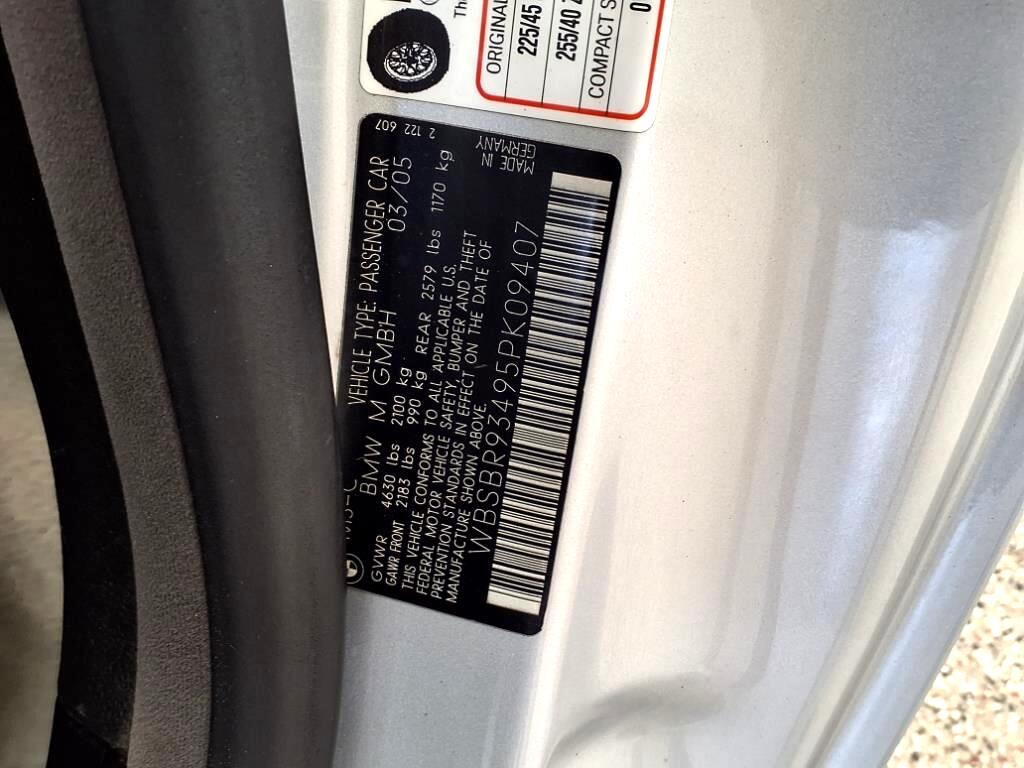 Th
ORIGINAL
225/45
255/40 Z
COMPACT S
0
M3-C VEHICLE TYPE: PASSENGER CAR 2 122 607
BMW M GMBH 03/05
GVWR 4630 lbs 2100 kg
GAWR FRONT 2183 lbs 990 kg REAR 2579 lbs 1170 kg
THIS VEHICLE CONFORMS TO ALL APPLICABLE U.S.
FEDERAL MOTOR VEHICLE SAFETY, BUMPER AND THEFT
PREVENTION STANDARDS IN EFFECT ON THE DATE OF
MANUFACTURE SHOWN ABOVE.
MADE IN
GERMANY
WBSBR93495PK09407